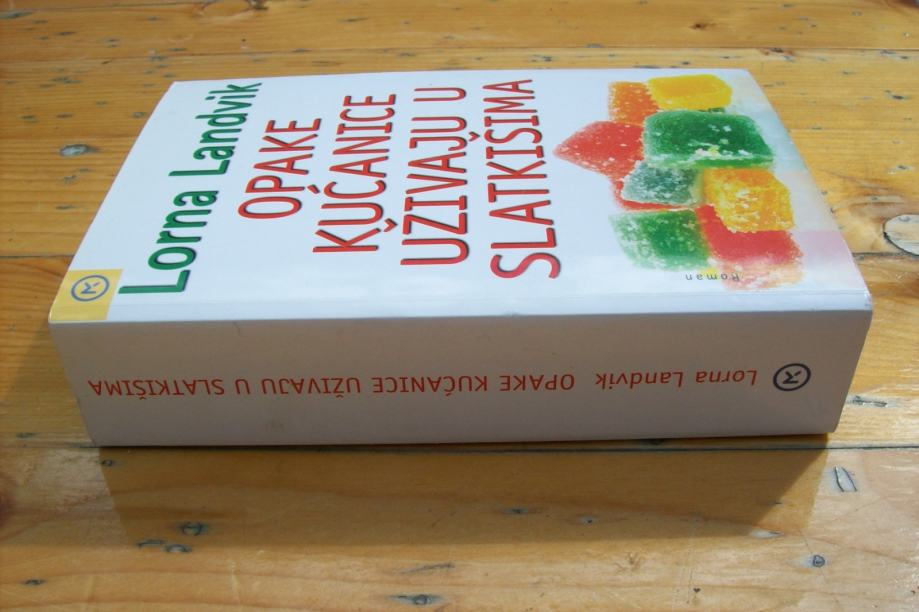 Lorna Landvik
OPAKE
KUĆANICE
UŽIVAJU U
SLATKIŠIMA
Roman
Lorna Landvik OPAKE KUĆANICE UŽIVAJU U SLATKIŠIMA